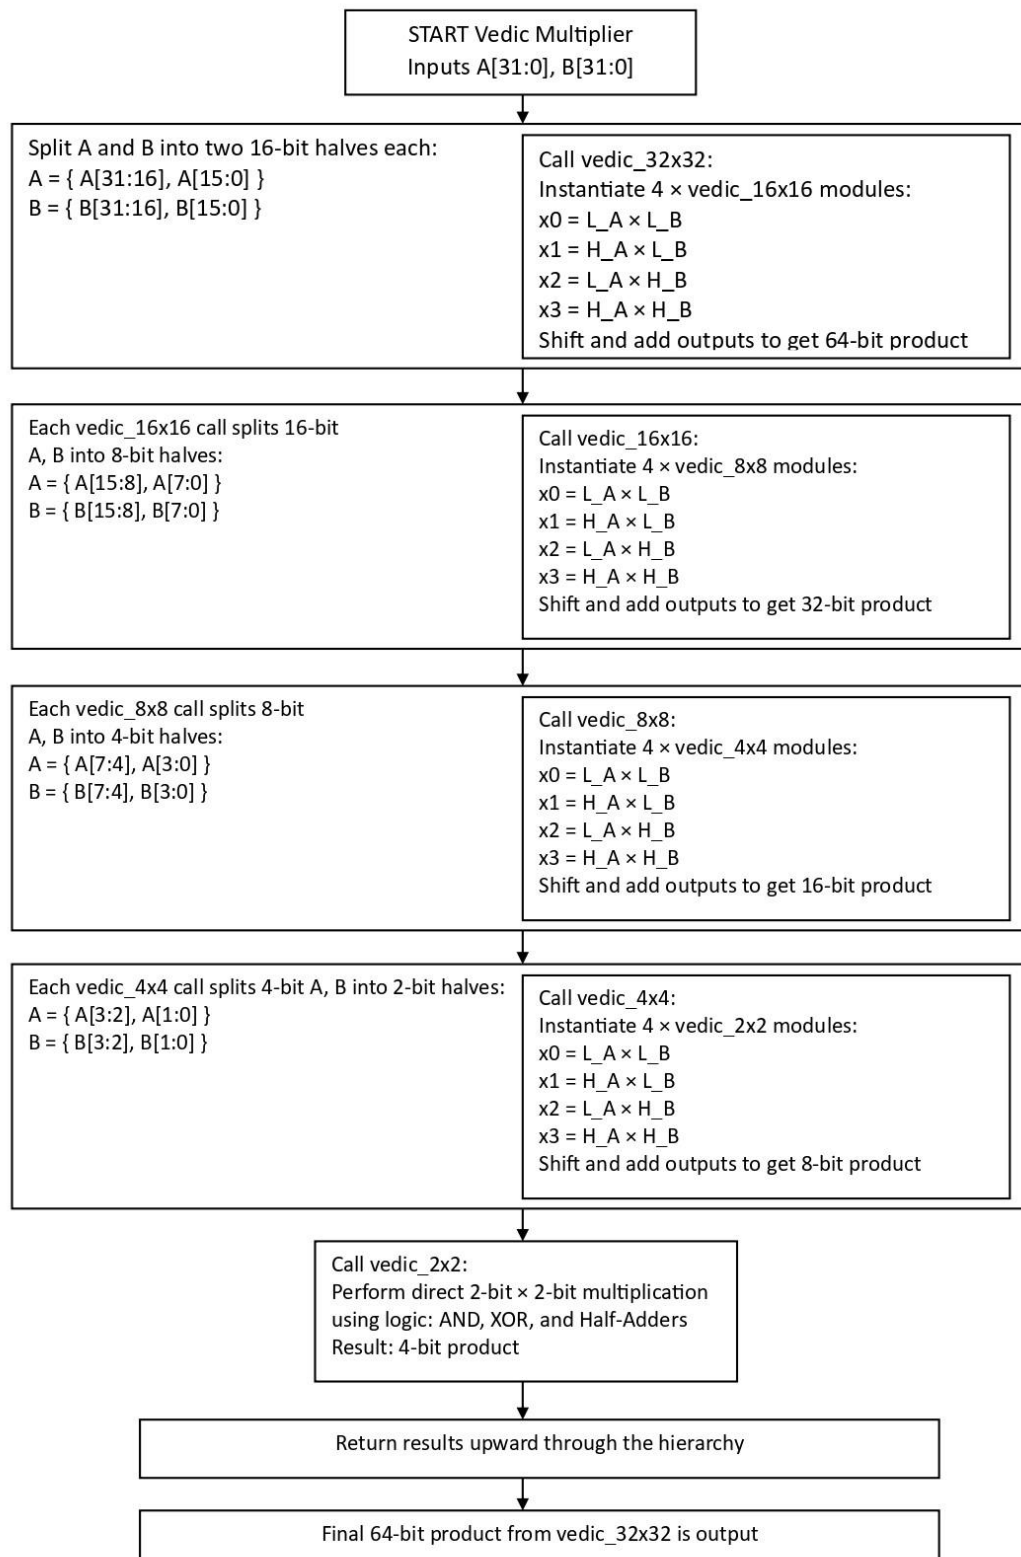 START Vedic Multiplier
Inputs A[31:0], B[31:0]
Split A and B into two 16-bit halves each:
A = { A[31:16], A[15:0] }
B = { B[31:16], B[15:0] }
Call vedic_32x32:
Instantiate 4 × vedic_16x16 modules:
x0 = L_A × L_B
x1 = H_A × L_B
x2 = L_A × H_B
x3 = H_A × H_B
Shift and add outputs to get 64-bit product
Each vedic_16x16 call splits 16-bit
A, B into 8-bit halves:
A = { A[15:8], A[7:0] }
B = { B[15:8], B[7:0] }
Call vedic_16x16:
Instantiate 4 × vedic_8x8 modules:
x0 = L_A × L_B
x1 = H_A × L_B
x2 = L_A × H_B
x3 = H_A × H_B
Shift and add outputs to get 32-bit product
Each vedic_8x8 call splits 8-bit
A, B into 4-bit halves:
A = { A[7:4], A[3:0] }
B = { B[7:4], B[3:0] }
Call vedic_8x8:
Instantiate 4 × vedic_4x4 modules:
x0 = L_A × L_B
x1 = H_A × L_B
x2 = L_A × H_B
x3 = H_A × H_B
Shift and add outputs to get 16-bit product
Each vedic_4x4 call splits 4-bit A, B into 2-bit halves:
A = { A[3:2], A[1:0] }
B = { B[3:2], B[1:0] }
Call vedic_4x4:
Instantiate 4 × vedic_2x2 modules:
x0 = L_A × L_B
x1 = H_A × L_B
x2 = L_A × H_B
x3 = H_A × H_B
Shift and add outputs to get 8-bit product
Call vedic_2x2:
Perform direct 2-bit × 2-bit multiplication
using logic: AND, XOR, and Half-Adders
Result: 4-bit product
Return results upward through the hierarchy
Final 64-bit product from vedic_32x32 is output